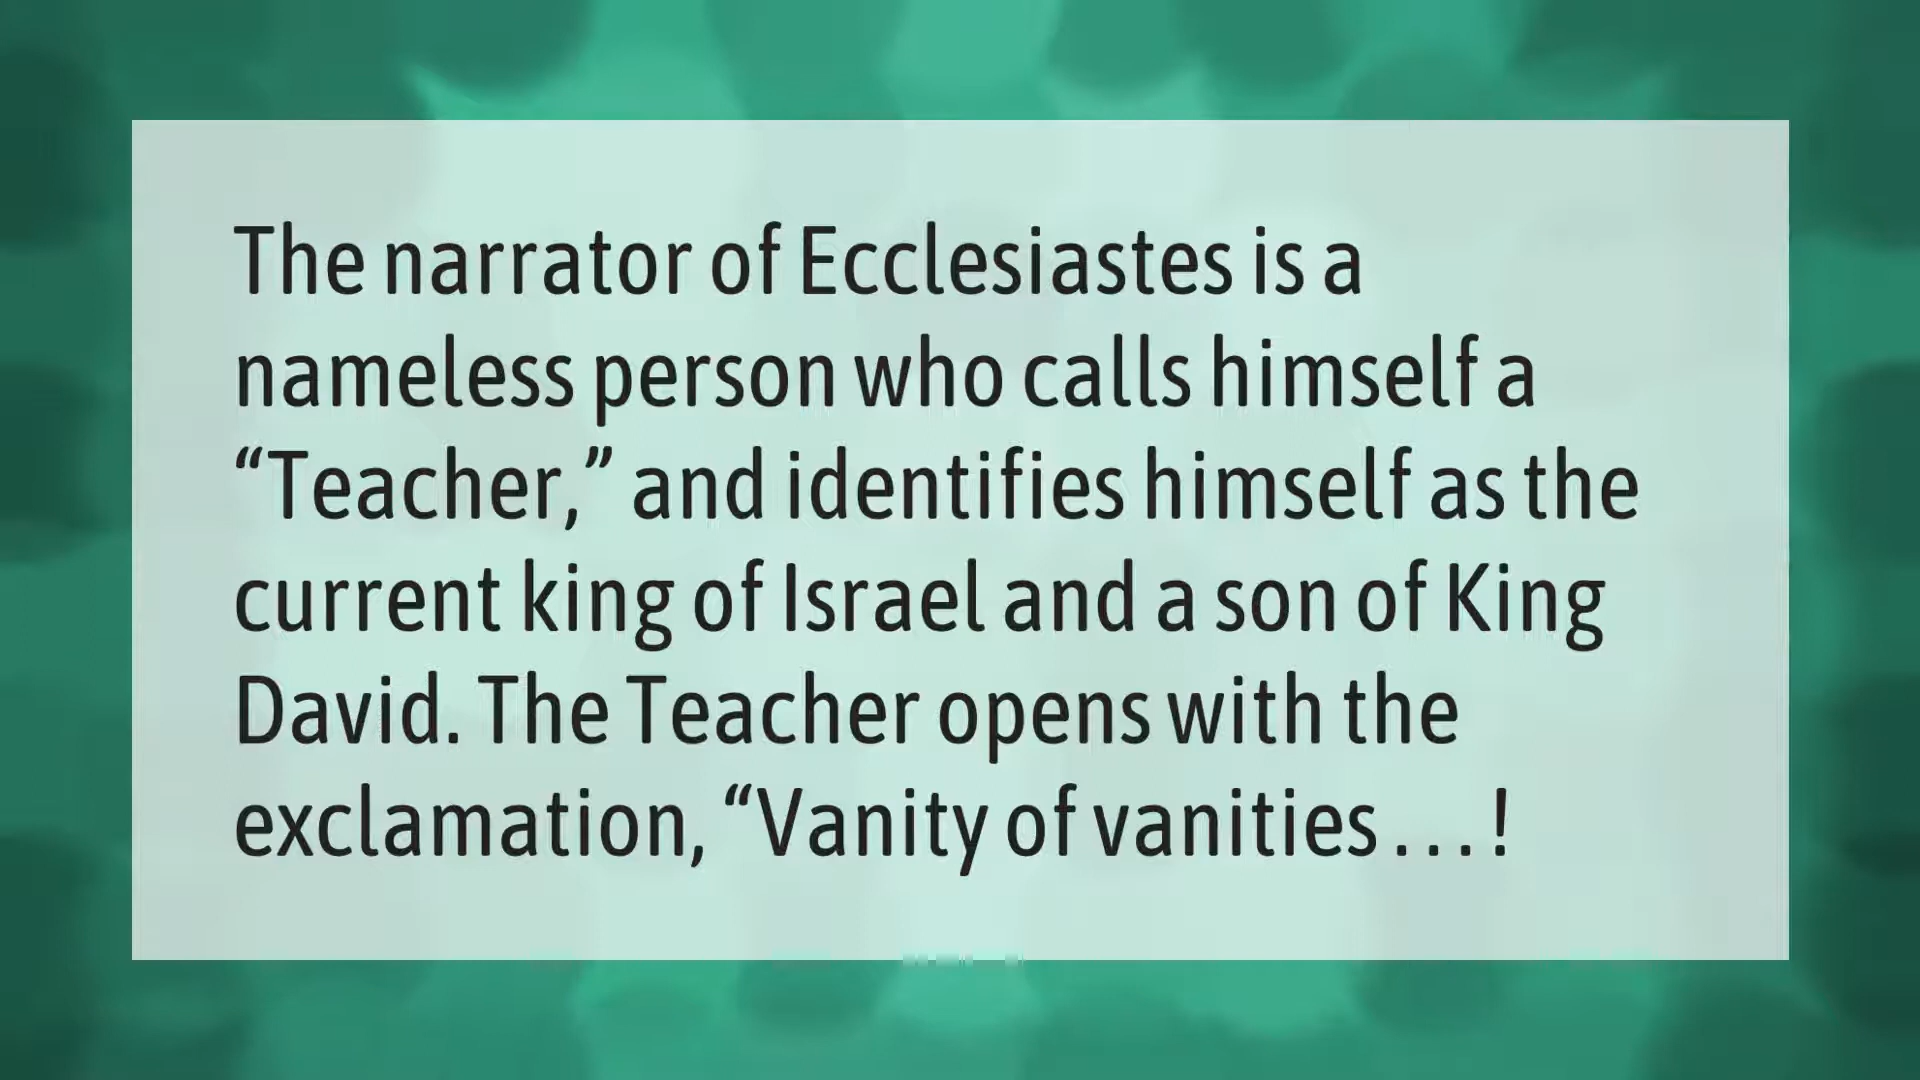 The narrator of Ecclesiastes is a
nameless person who calls himself a
“Teacher,” and identifies himself as the
current king of Israel and a son of King
David. The Teacher opens with the
exclamation, “Vanity of vanities . . . !